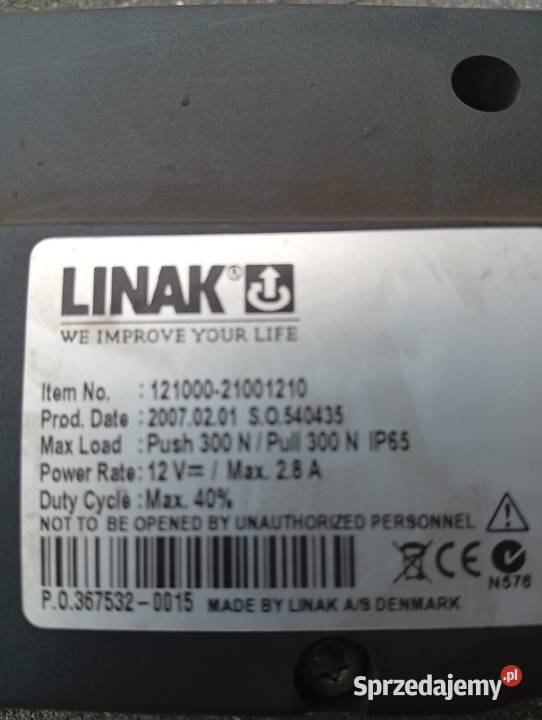 LINAK®
WE IMPROVE YOUR LIFE
Item No. : 121000-21001210
Prod. Date : 2007.02.01 S.O.540435
Max Load : Push 300 N / Pull 300 N IP65
Power Rate: 12 V⎓ / Max. 2.8 A
Duty Cycle : Max. 40%
NOT TO BE OPENED BY UNAUTHORIZED PERSONNEL
CE
N576
P.O.367532-0015 MADE BY LINAK A/S DENMARK
Sprzedajemy.pl